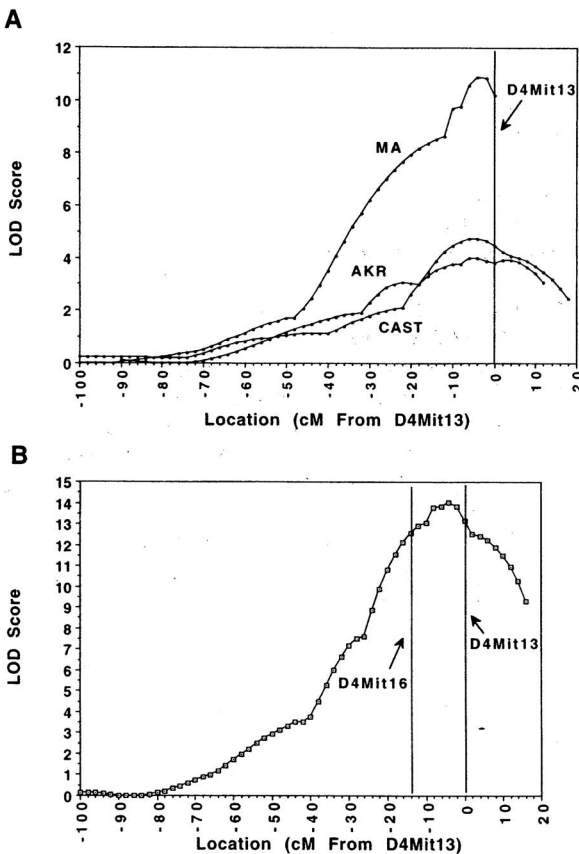 A
12
10
8
6
4
2
0
LOD Score
MA
AKR
CAST
D4Mit13
-100 -90 -80 -70 -60 -50 -40 -30 -20 -10 0 10 20
Location (cM From D4Mit13)
B
15
14
13
12
11
10
9
8
7
6
5
4
3
2
1
0
LOD Score
D4Mit16
D4Mit13
-100 -90 -80 -70 -60 -50 -40 -30 -20 -10 0 10 20
Location (cM From D4Mit13)